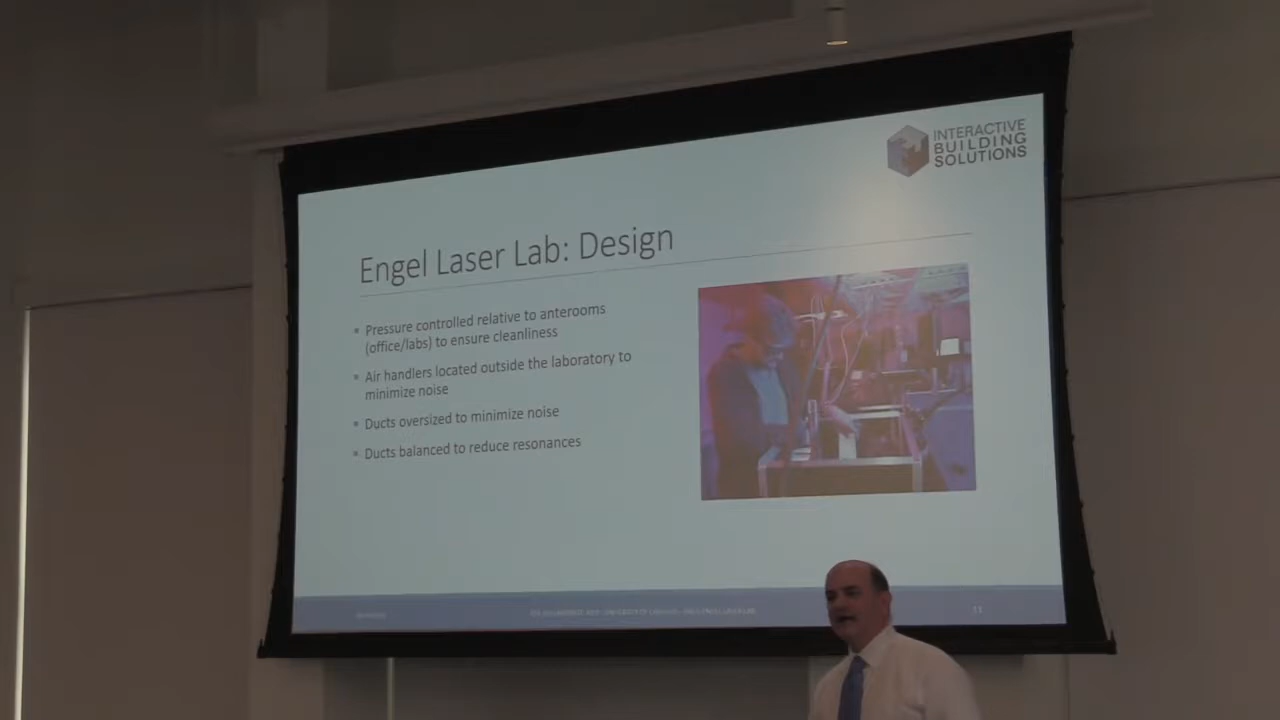 INTERACTIVE
BUILDING
SOLUTIONS
Engel Laser Lab: Design
Pressure controlled relative to anterooms
(office/labs) to ensure cleanliness
Air handlers located outside the laboratory to
minimize noise
Ducts oversized to minimize noise
Ducts balanced to reduce resonances
11